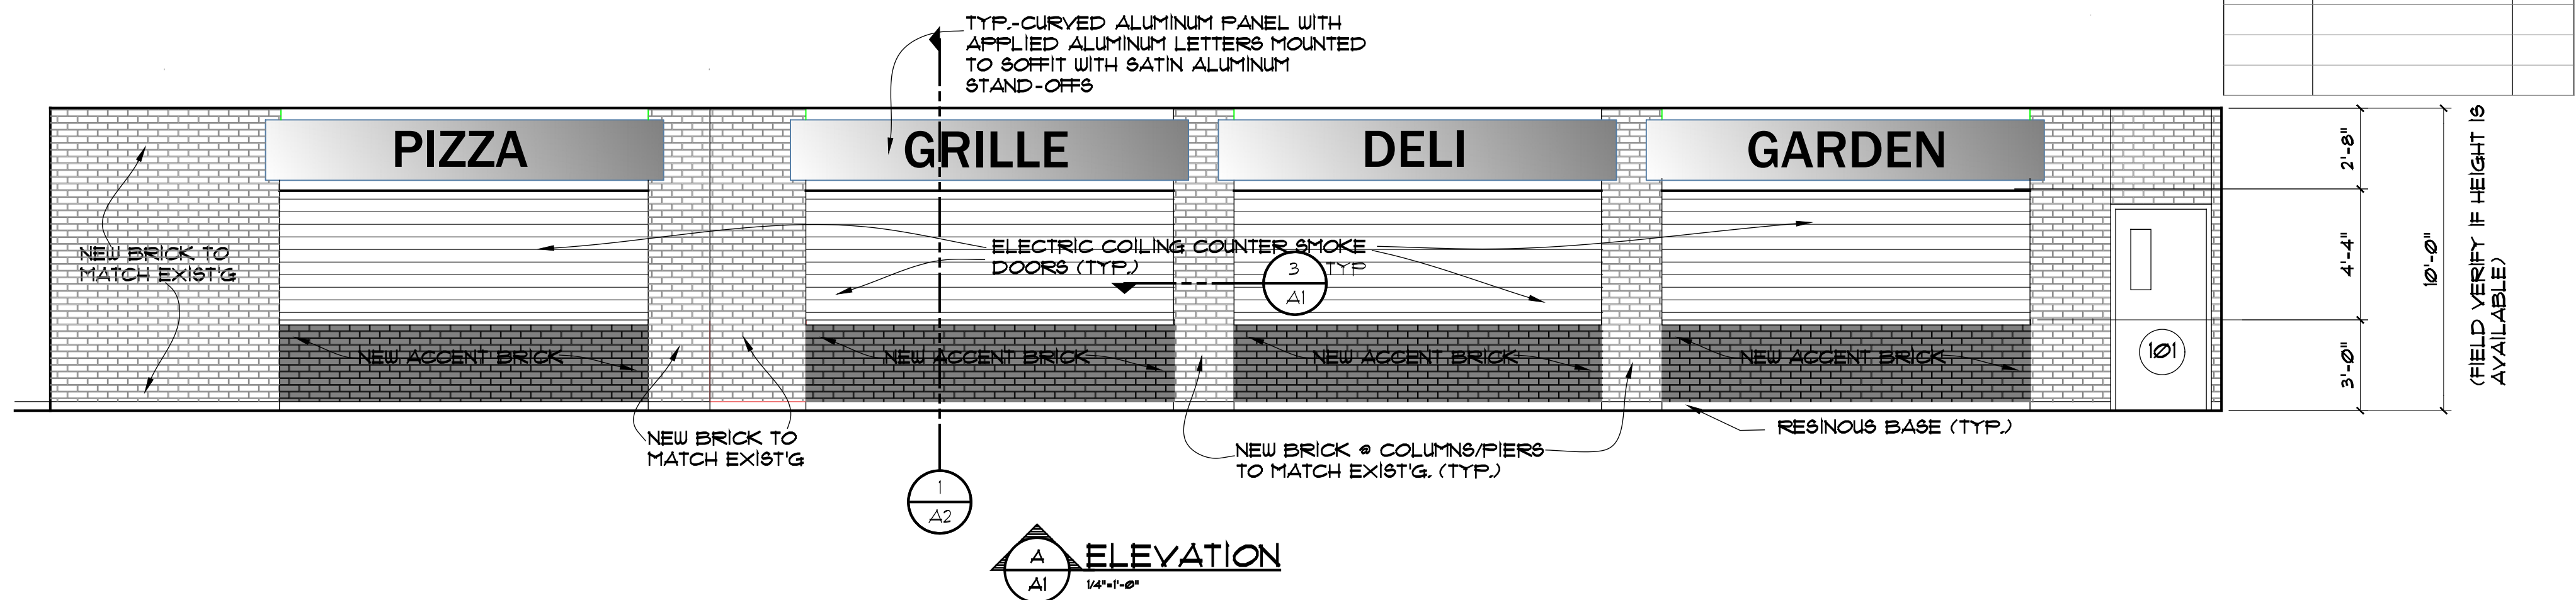 TYP.-CURVED ALUMINUM PANEL WITH
APPLIED ALUMINUM LETTERS MOUNTED
TO SOFFIT WITH SATIN ALUMINUM
STAND-OFFS
PIZZA
GRILLE
DELI
GARDEN
NEW BRICK TO
MATCH EXIST'G
ELECTRIC COILING COUNTER SMOKE
DOORS (TYP.)
3
A1
TYP
NEW ACCENT BRICK
NEW ACCENT BRICK
NEW ACCENT BRICK
NEW ACCENT BRICK
101
2'-8"
4'-4"
3'-0"
10'-0"
(FIELD VERIFY IF HEIGHT IS
AVAILABLE)
NEW BRICK TO
MATCH EXIST'G
NEW BRICK @ COLUMNS/PIERS
TO MATCH EXIST'G. (TYP.)
RESINOUS BASE (TYP.)
1
A2
A
A1
ELEVATION
1/4"=1'-0"